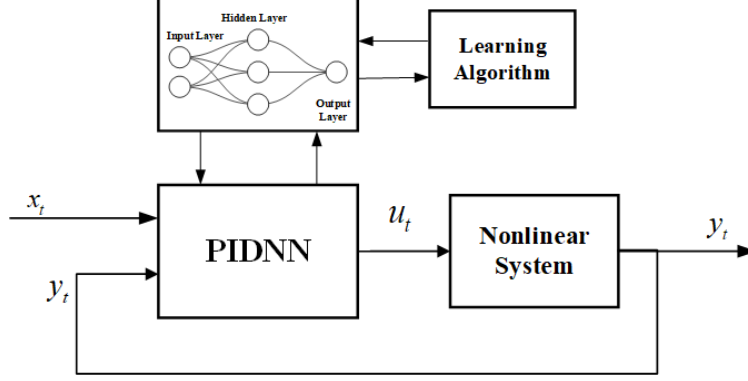 Hidden Layer
Input Layer
Output
Layer
Learning
Algorithm
x_t
PIDNN
u_t
Nonlinear
System
y_t
y_t